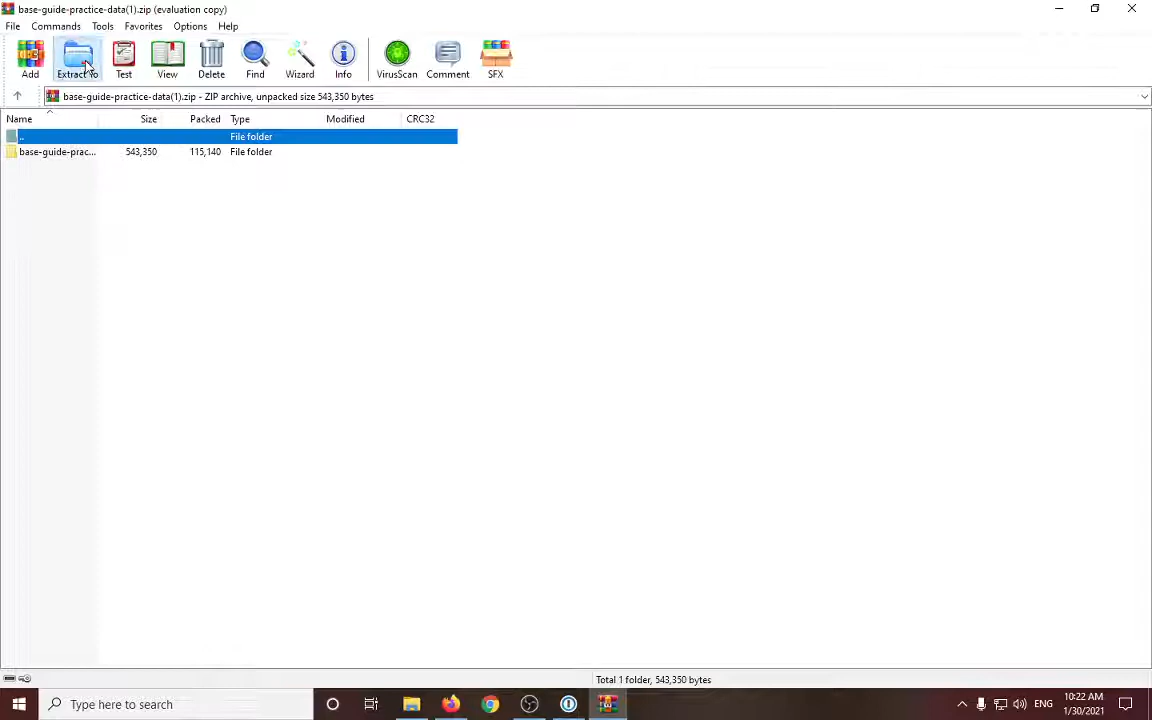 base-guide-practice-data(1).zip (evaluation copy)
File Commands Tools Favorites Options Help
Add Extract To Test View Delete Find Wizard Info VirusScan Comment SFX
base-guide-practice-data(1).zip - ZIP archive, unpacked size 543,350 bytes
Name Size Packed Type Modified CRC32
.. File folder
base-guide-prac... 543,350 115,140 File folder
Total 1 folder, 543,350 bytes
Type here to search
ENG
10:22 AM
1/30/2021